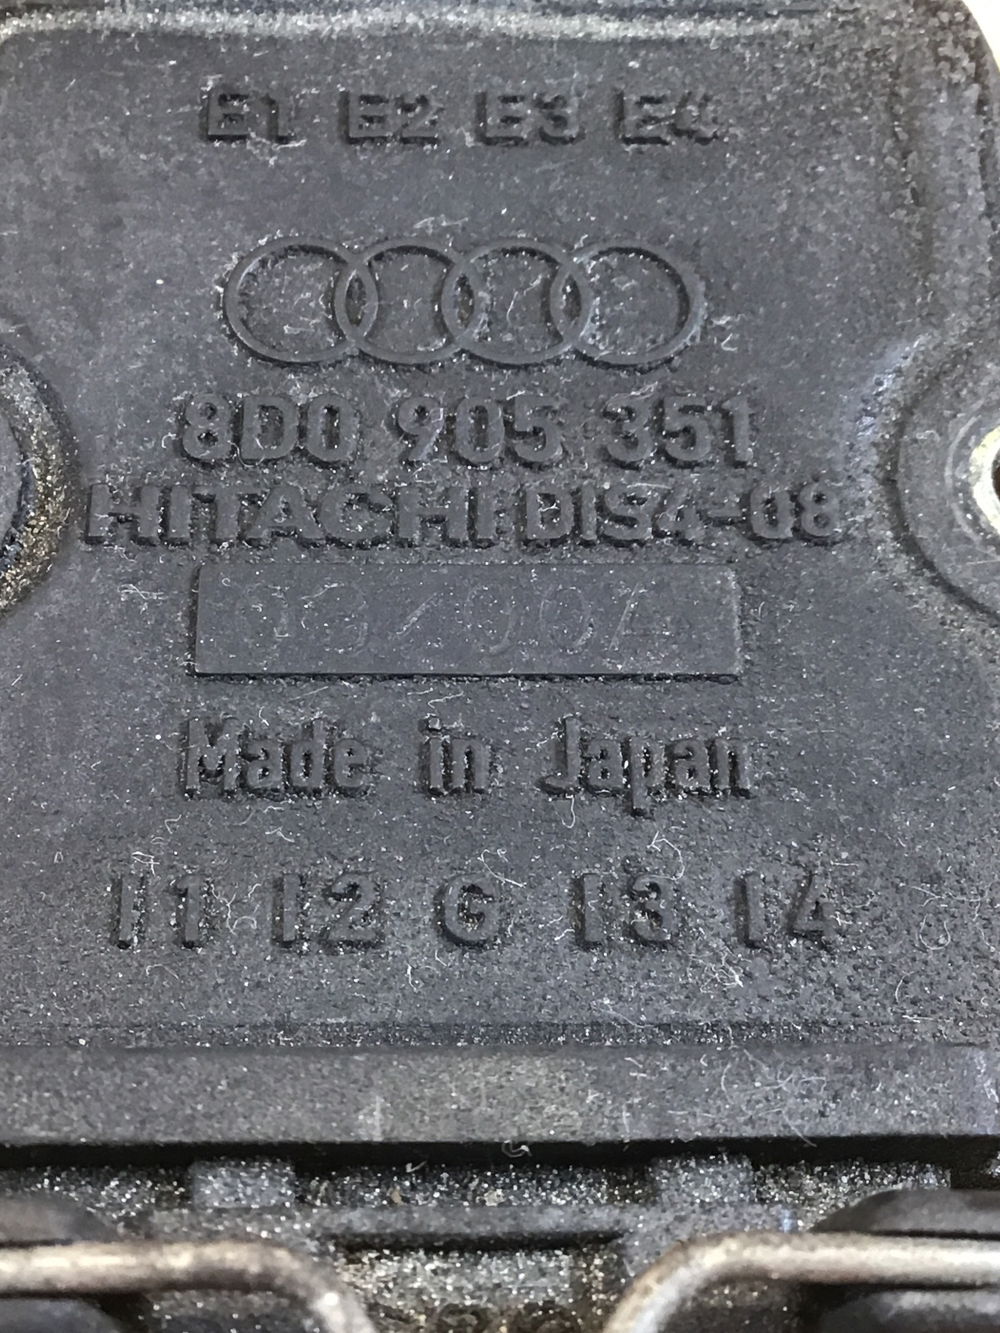 E1 E2 E3 E4
8D0 905 351
HITACHI DIS4-08
Made in Japan
I1 I2 G I3 I4